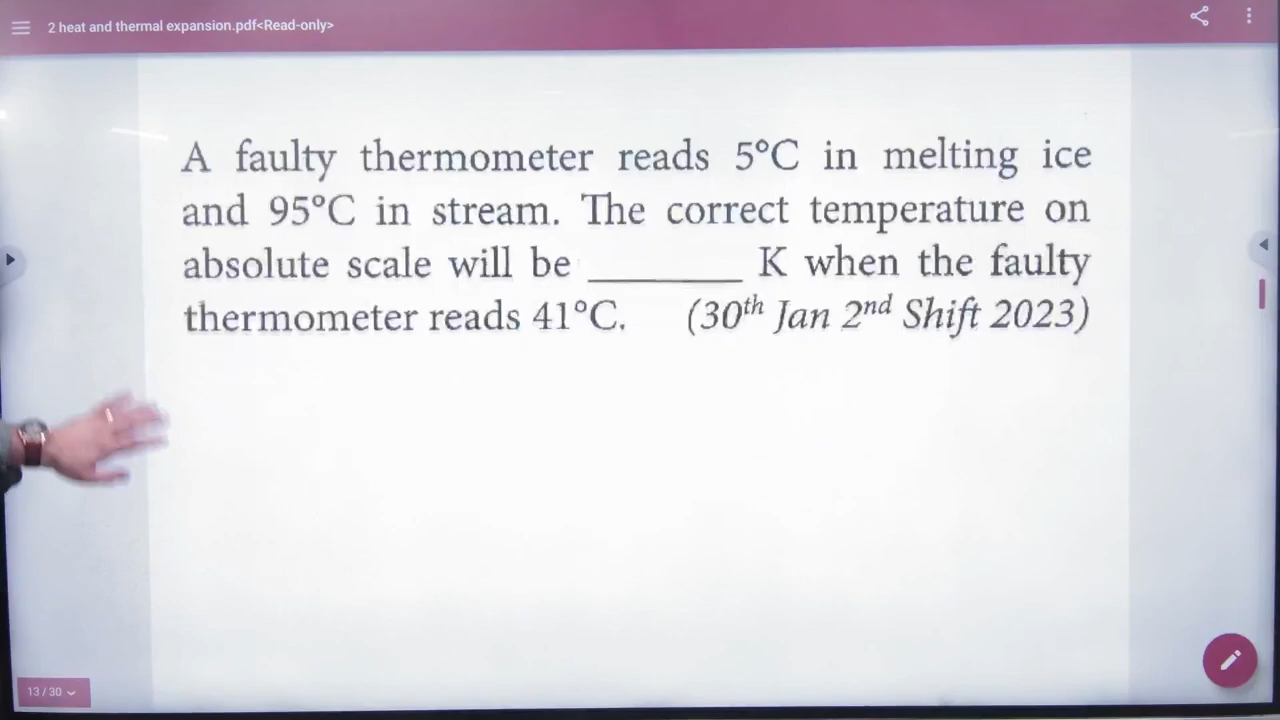 2 heat and thermal expansion.pdf<Read-only>
A faulty thermometer reads 5°C in melting ice
and 95°C in stream. The correct temperature on
absolute scale will be ________ K when the faulty
thermometer reads 41°C. (30th Jan 2nd Shift 2023)
13 / 30